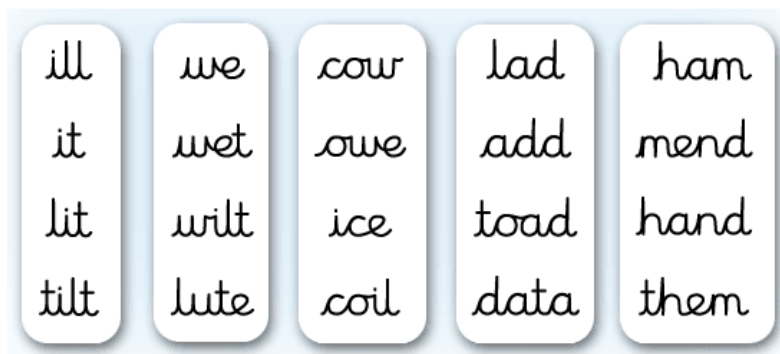 ill
it
lit
tilt
we
wet
wilt
lute
cow
owe
ice
coil
lad
add
toad
data
ham
mend
hand
them